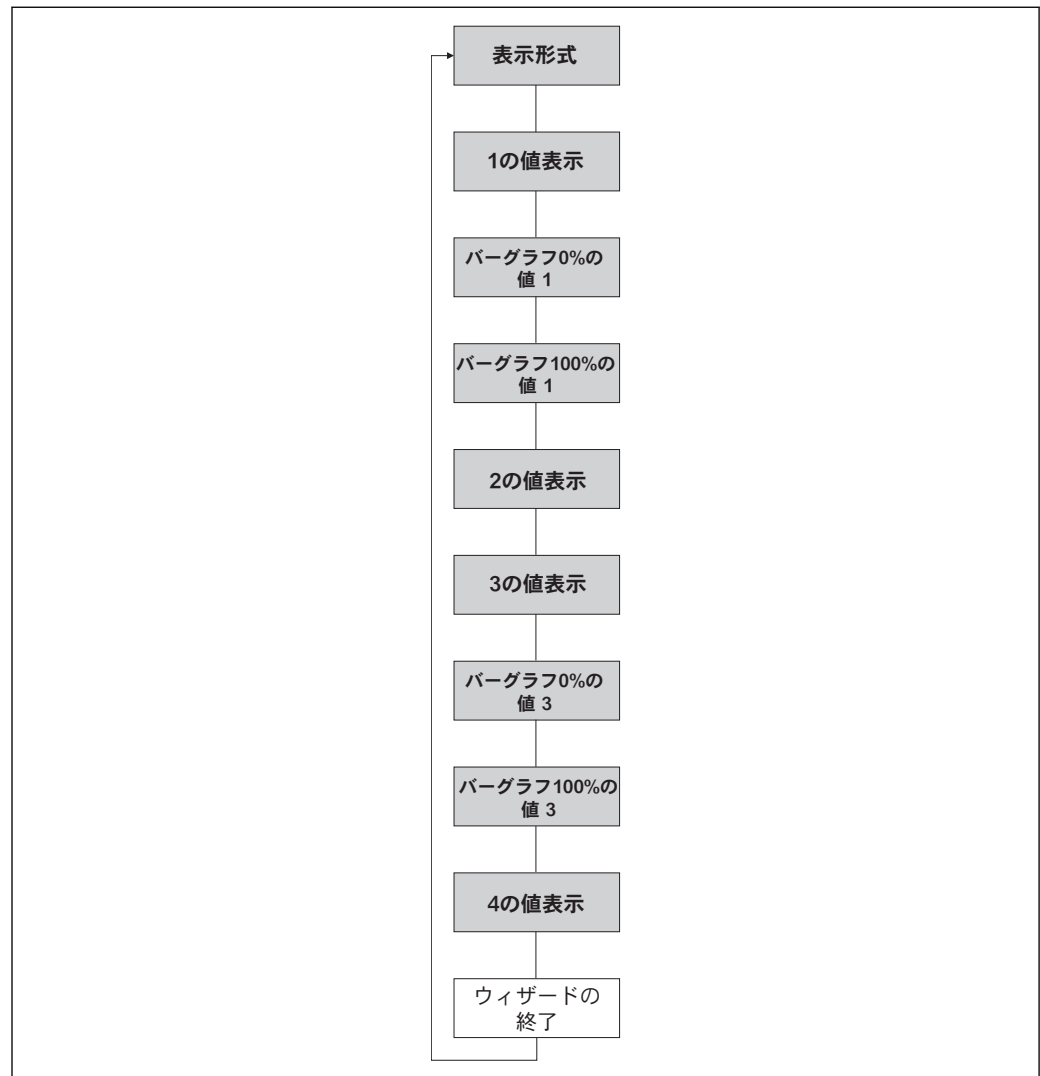 表示形式
1の値表示
バーグラフ0%の
値 1
バーグラフ100%の
値 1
2の値表示
3の値表示
バーグラフ0%の
値 3
バーグラフ100%の
値 3
4の値表示
ウィザードの
終了